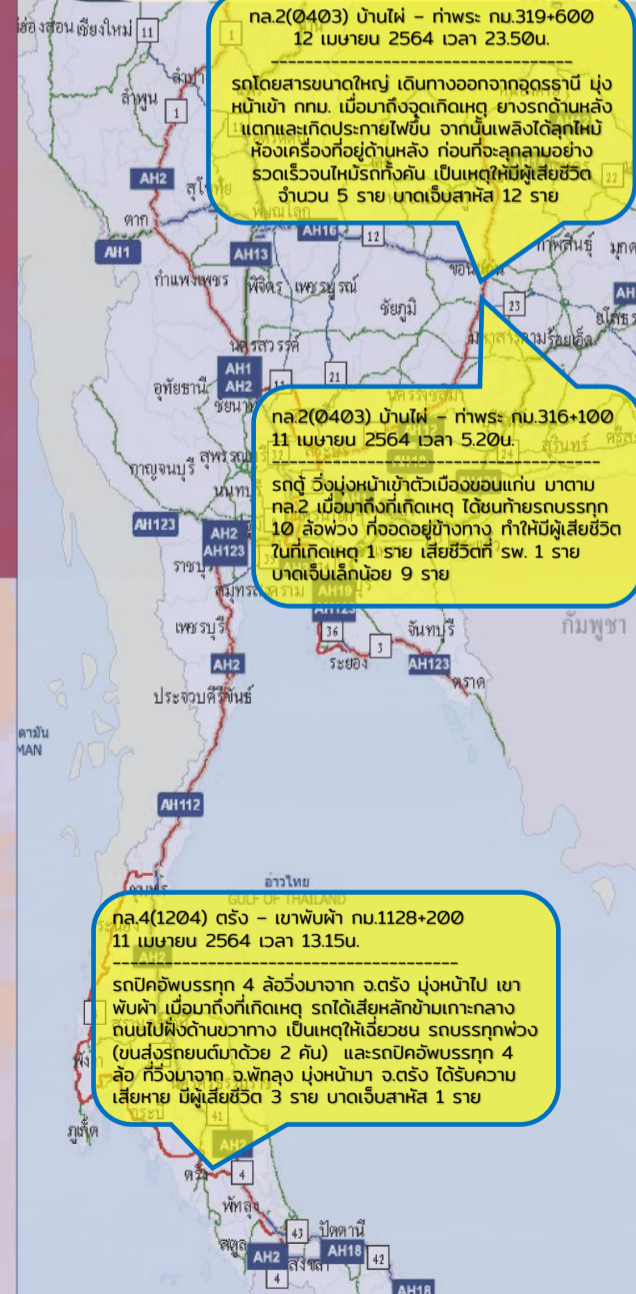 ทล.2(0403) บ้านไผ่ – ท่าพระ กม.319+600
12 เมษายน 2564 เวลา 23.50น.
------------------------------------
รถโดยสารขนาดใหญ่ เดินทางออกจากอุดรธานี มุ่ง
หน้าเข้า กทม. เมื่อมาถึงจุดเกิดเหตุ ยางรถด้านหลัง
แตกและเกิดประกายไฟขึ้น จากนั้นเพลิงได้ลุกไหม้
ห้องเครื่องที่อยู่ด้านหลัง ก่อนที่จะลุกลามอย่าง
รวดเร็วจนไหม้รถทั้งคัน เป็นเหตุให้มีผู้เสียชีวิต
จำนวน 5 ราย บาดเจ็บสาหัส 12 ราย
เชียงใหม่ 11
1
ลำพูน
1
AH2
ตาก
AH16
12
22
AH1
AH13
กาฬสินธุ์
กำแพงเพชร พิจิตร เพชรบูรณ์
23
ชัยภูมิ
นครสวรรค์
AH1
AH2
21
อุทัยธานี
ทล.2(0403) บ้านไผ่ – ท่าพระ กม.316+100
11 เมษายน 2564 เวลา 5.20น.
------------------------------------
รถตู้ วิ่งมุ่งหน้าเข้าตัวเมืองขอนแก่น มาตาม
ทล.2 เมื่อมาถึงที่เกิดเหตุ ได้ชนท้ายรถบรรทุก
10 ล้อพ่วง ที่จอดอยู่ข้างทาง ทำให้มีผู้เสียชีวิต
ในที่เกิดเหตุ 1 ราย เสียชีวิตที่ รพ. 1 ราย
บาดเจ็บเล็กน้อย 9 ราย
กาญจนบุรี
AH123
AH2
AH123
AH19
AH123
เพชรบุรี
36
3
จันทบุรี
กัมพูชา
AH2
ระยอง
AH123
ตราด
ประจวบคีรีขันธ์
MAN
AH112
อ่าวไทย
GULF OF THAILAND
ทล.4(1204) ตรัง – เขาพับผ้า กม.1128+200
11 เมษายน 2564 เวลา 13.15น.
--------------------------------------
รถปิคอัพบรรทุก 4 ล้อวิ่งมาจาก จ.ตรัง มุ่งหน้าไป เขา
พับผ้า เมื่อมาถึงที่เกิดเหตุ รถได้เสียหลักข้ามเกาะกลาง
ถนนไปฝั่งด้านขวาทาง เป็นเหตุให้เฉี่ยวชน รถบรรทุกพ่วง
(ขนส่งรถยนต์มาด้วย 2 คัน) และรถปิคอัพบรรทุก 4
ล้อ ที่วิ่งมาจาก จ.พัทลุง มุ่งหน้ามา จ.ตรัง ได้รับความ
เสียหาย มีผู้เสียชีวิต 3 ราย บาดเจ็บสาหัส 1 ราย
กระบี่
41
ภูเก็ต
AH2
ตรัง
4
พัทลุง
43
ปัตตานี
สตูล
AH2
AH18
42
4
AH18